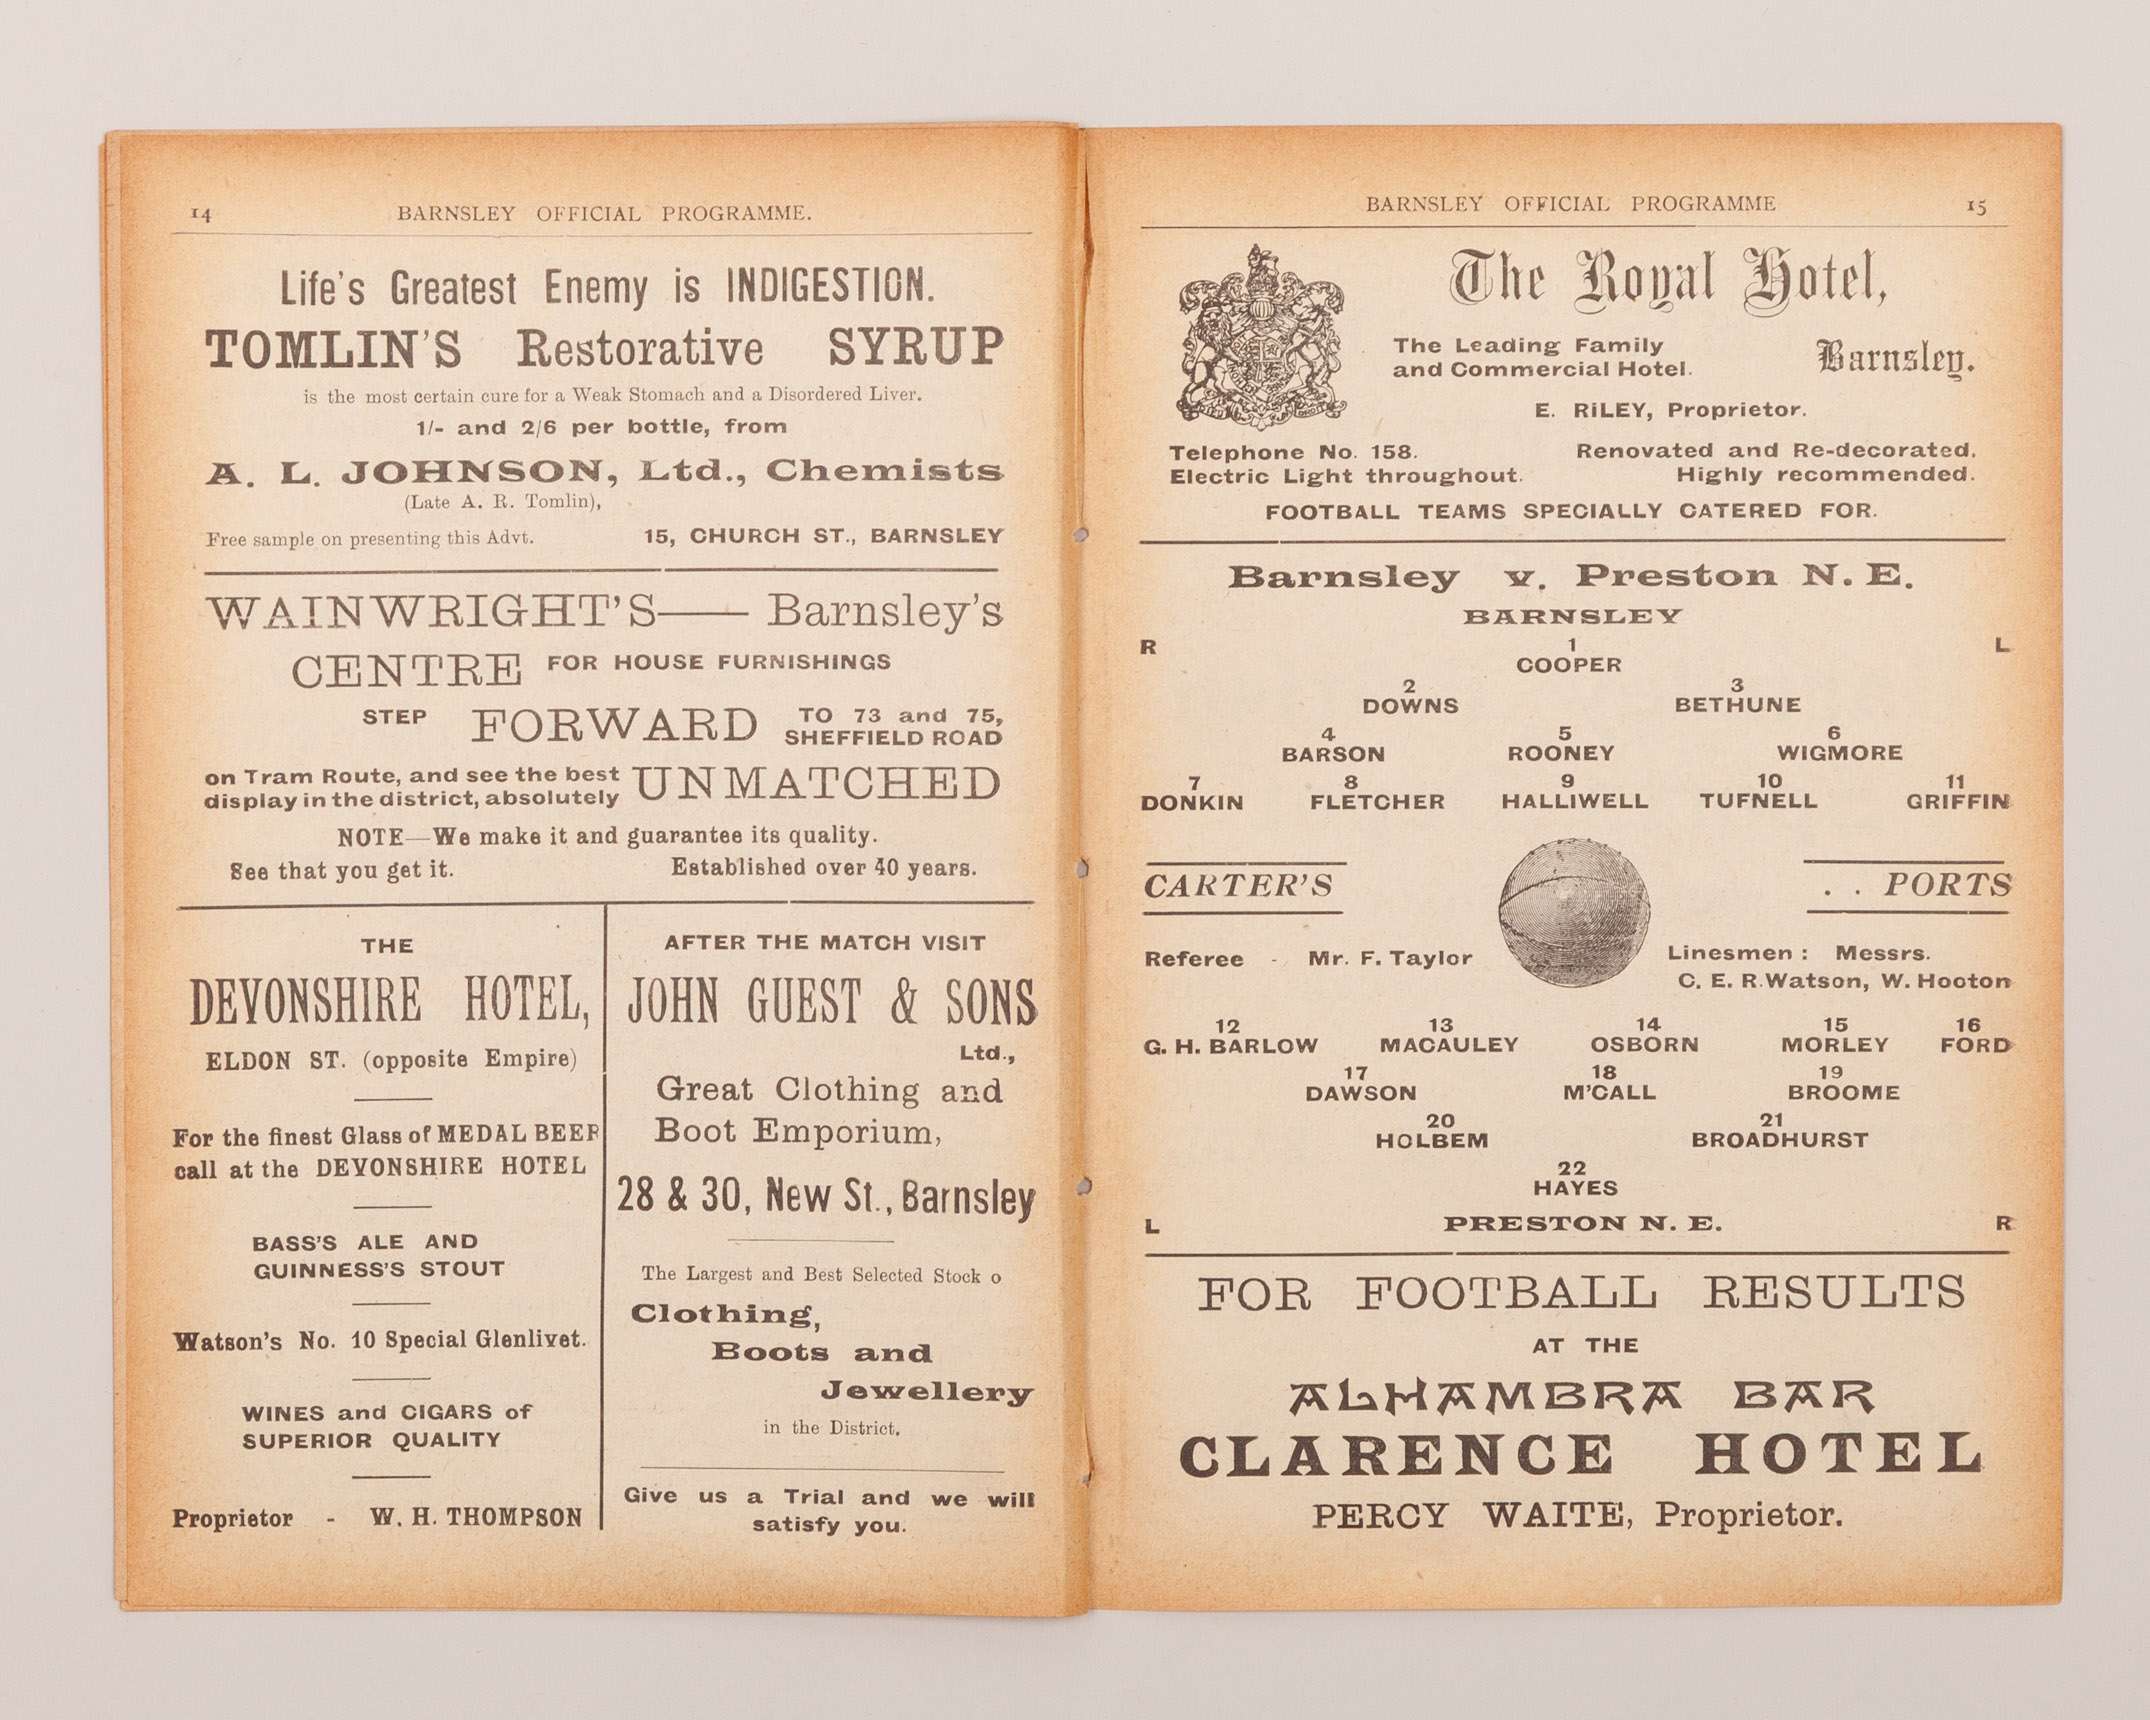 14 BARNSLEY OFFICIAL PROGRAMME.
Life's Greatest Enemy is INDIGESTION.
TOMLIN'S Restorative SYRUP
is the most certain cure for a Weak Stomach and a Disordered Liver.
1/- and 2/6 per bottle, from
A. L. JOHNSON, Ltd., Chemists
(Late A. R. Tomlin),
Free sample on presenting this Advt. 15, CHURCH ST., BARNSLEY
WAINWRIGHT'S—— Barnsley's
CENTRE FOR HOUSE FURNISHINGS
STEP FORWARD TO 73 and 75,
SHEFFIELD ROAD
on Tram Route, and see the best
display in the district, absolutely UNMATCHED
NOTE—We make it and guarantee its quality.
See that you get it. Established over 40 years.
THE
DEVONSHIRE HOTEL,
ELDON ST. (opposite Empire)
For the finest Glass of MEDAL BEER
call at the DEVONSHIRE HOTEL
BASS'S ALE AND
GUINNESS'S STOUT
Watson's No. 10 Special Glenlivet.
WINES and CIGARS of
SUPERIOR QUALITY
Proprietor - W. H. THOMPSON
AFTER THE MATCH VISIT
JOHN GUEST & SONS
Ltd.,
Great Clothing and
Boot Emporium,
28 & 30, New St., Barnsley
The Largest and Best Selected Stock o
Clothing,
Boots and
Jewellery
in the District.
Give us a Trial and we will
satisfy you.
BARNSLEY OFFICIAL PROGRAMME 15
The Royal Hotel,
The Leading Family
and Commercial Hotel. Barnsley.
E. RiLEY, Proprietor.
Telephone No. 158. Renovated and Re-decorated.
Electric Light throughout. Highly recommended.
FOOTBALL TEAMS SPECIALLY CATERED FOR.
Barnsley v. Preston N. E.
BARNSLEY
R 1 L
COOPER
2 3
DOWNS BETHUNE
4 5 6
BARSON ROONEY WIGMORE
7 8 9 10 11
DONKIN FLETCHER HALLIWELL TUFNELL GRIFFIN
CARTER'S . . PORTS
Referee - Mr. F. Taylor Linesmen : Messrs.
C. E. R. Watson, W. Hooton
12 13 14 15 16
G. H. BARLOW MACAULEY OSBORN MORLEY FORD
17 18 19
DAWSON M'CALL BROOME
20 21
HOLBEM BROADHURST
22
HAYES
L PRESTON N. E. R
FOR FOOTBALL RESULTS
AT THE
ALHAMBRA BAR
CLARENCE HOTEL
PERCY WAITE, Proprietor.